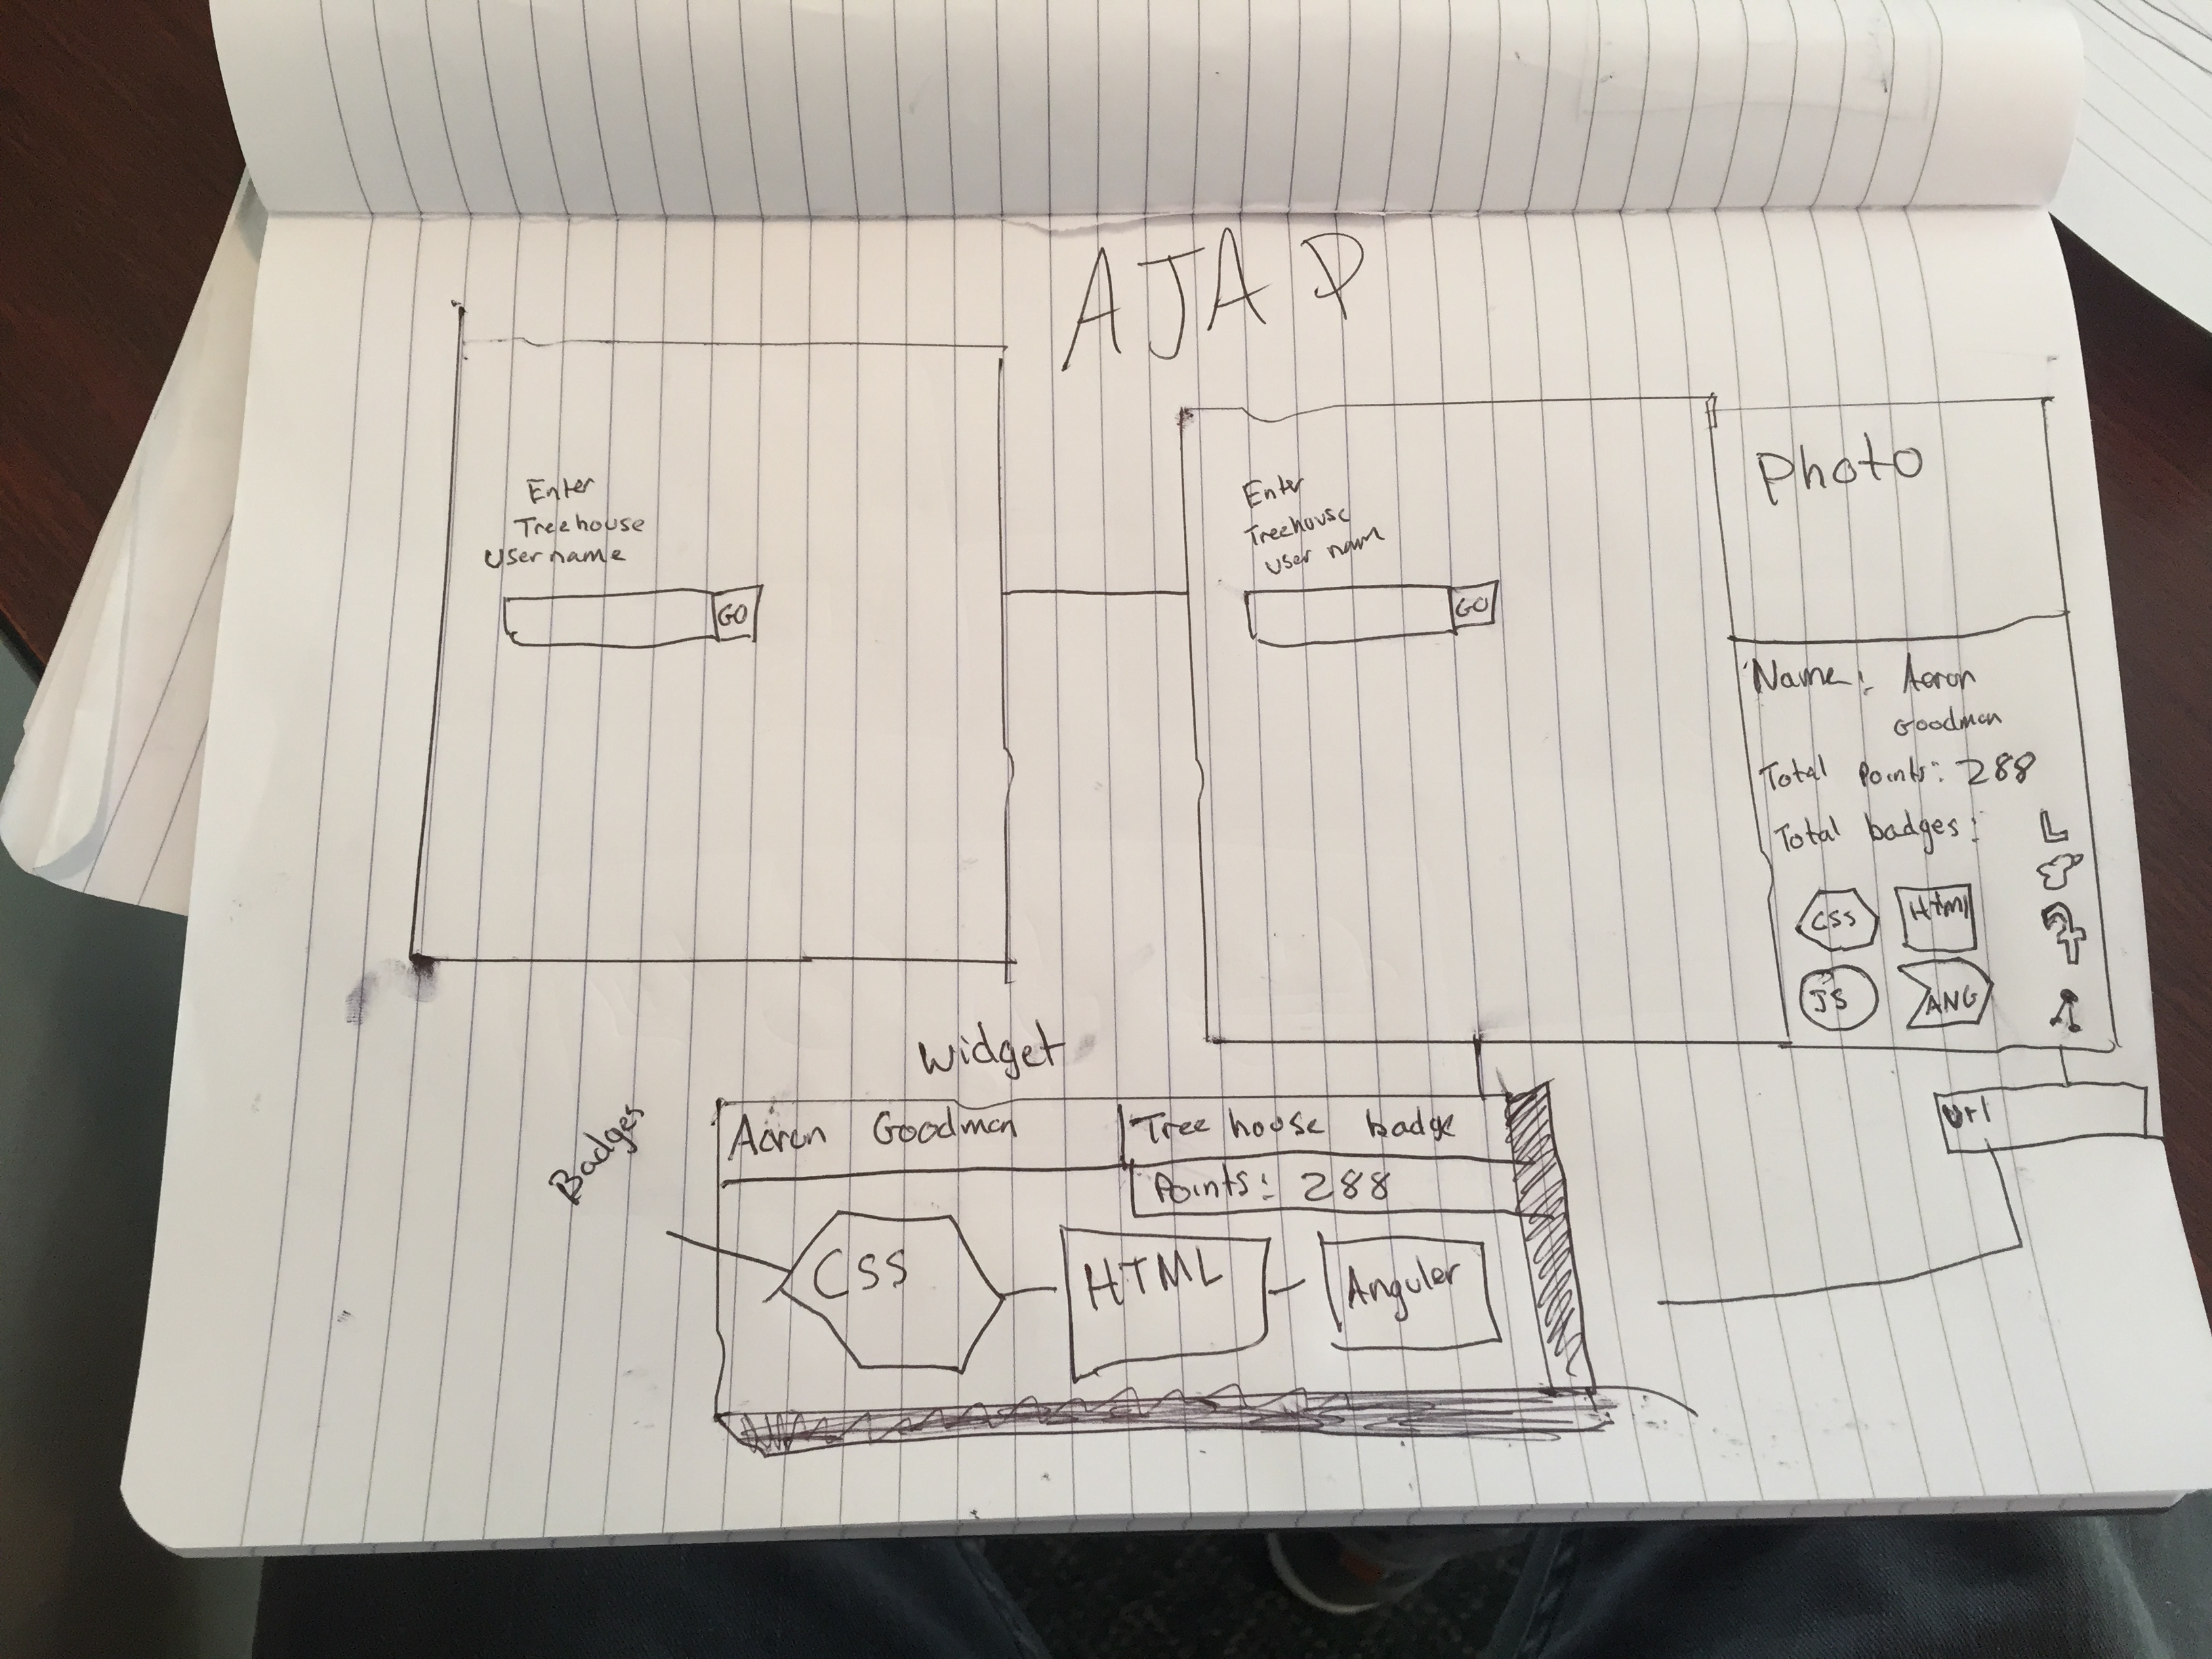 AJAP
Enter
Treehouse
Username
GO
Enter
Treehouse
user nam
GO
Photo
Name: Aaron
Goodman
Total Points: 288
Total badges:
CSS
Html
JS
ANG
url
Widget
Badges
Aaron Goodman
Tree house badge
Points: 288
CSS
HTML
Anguler